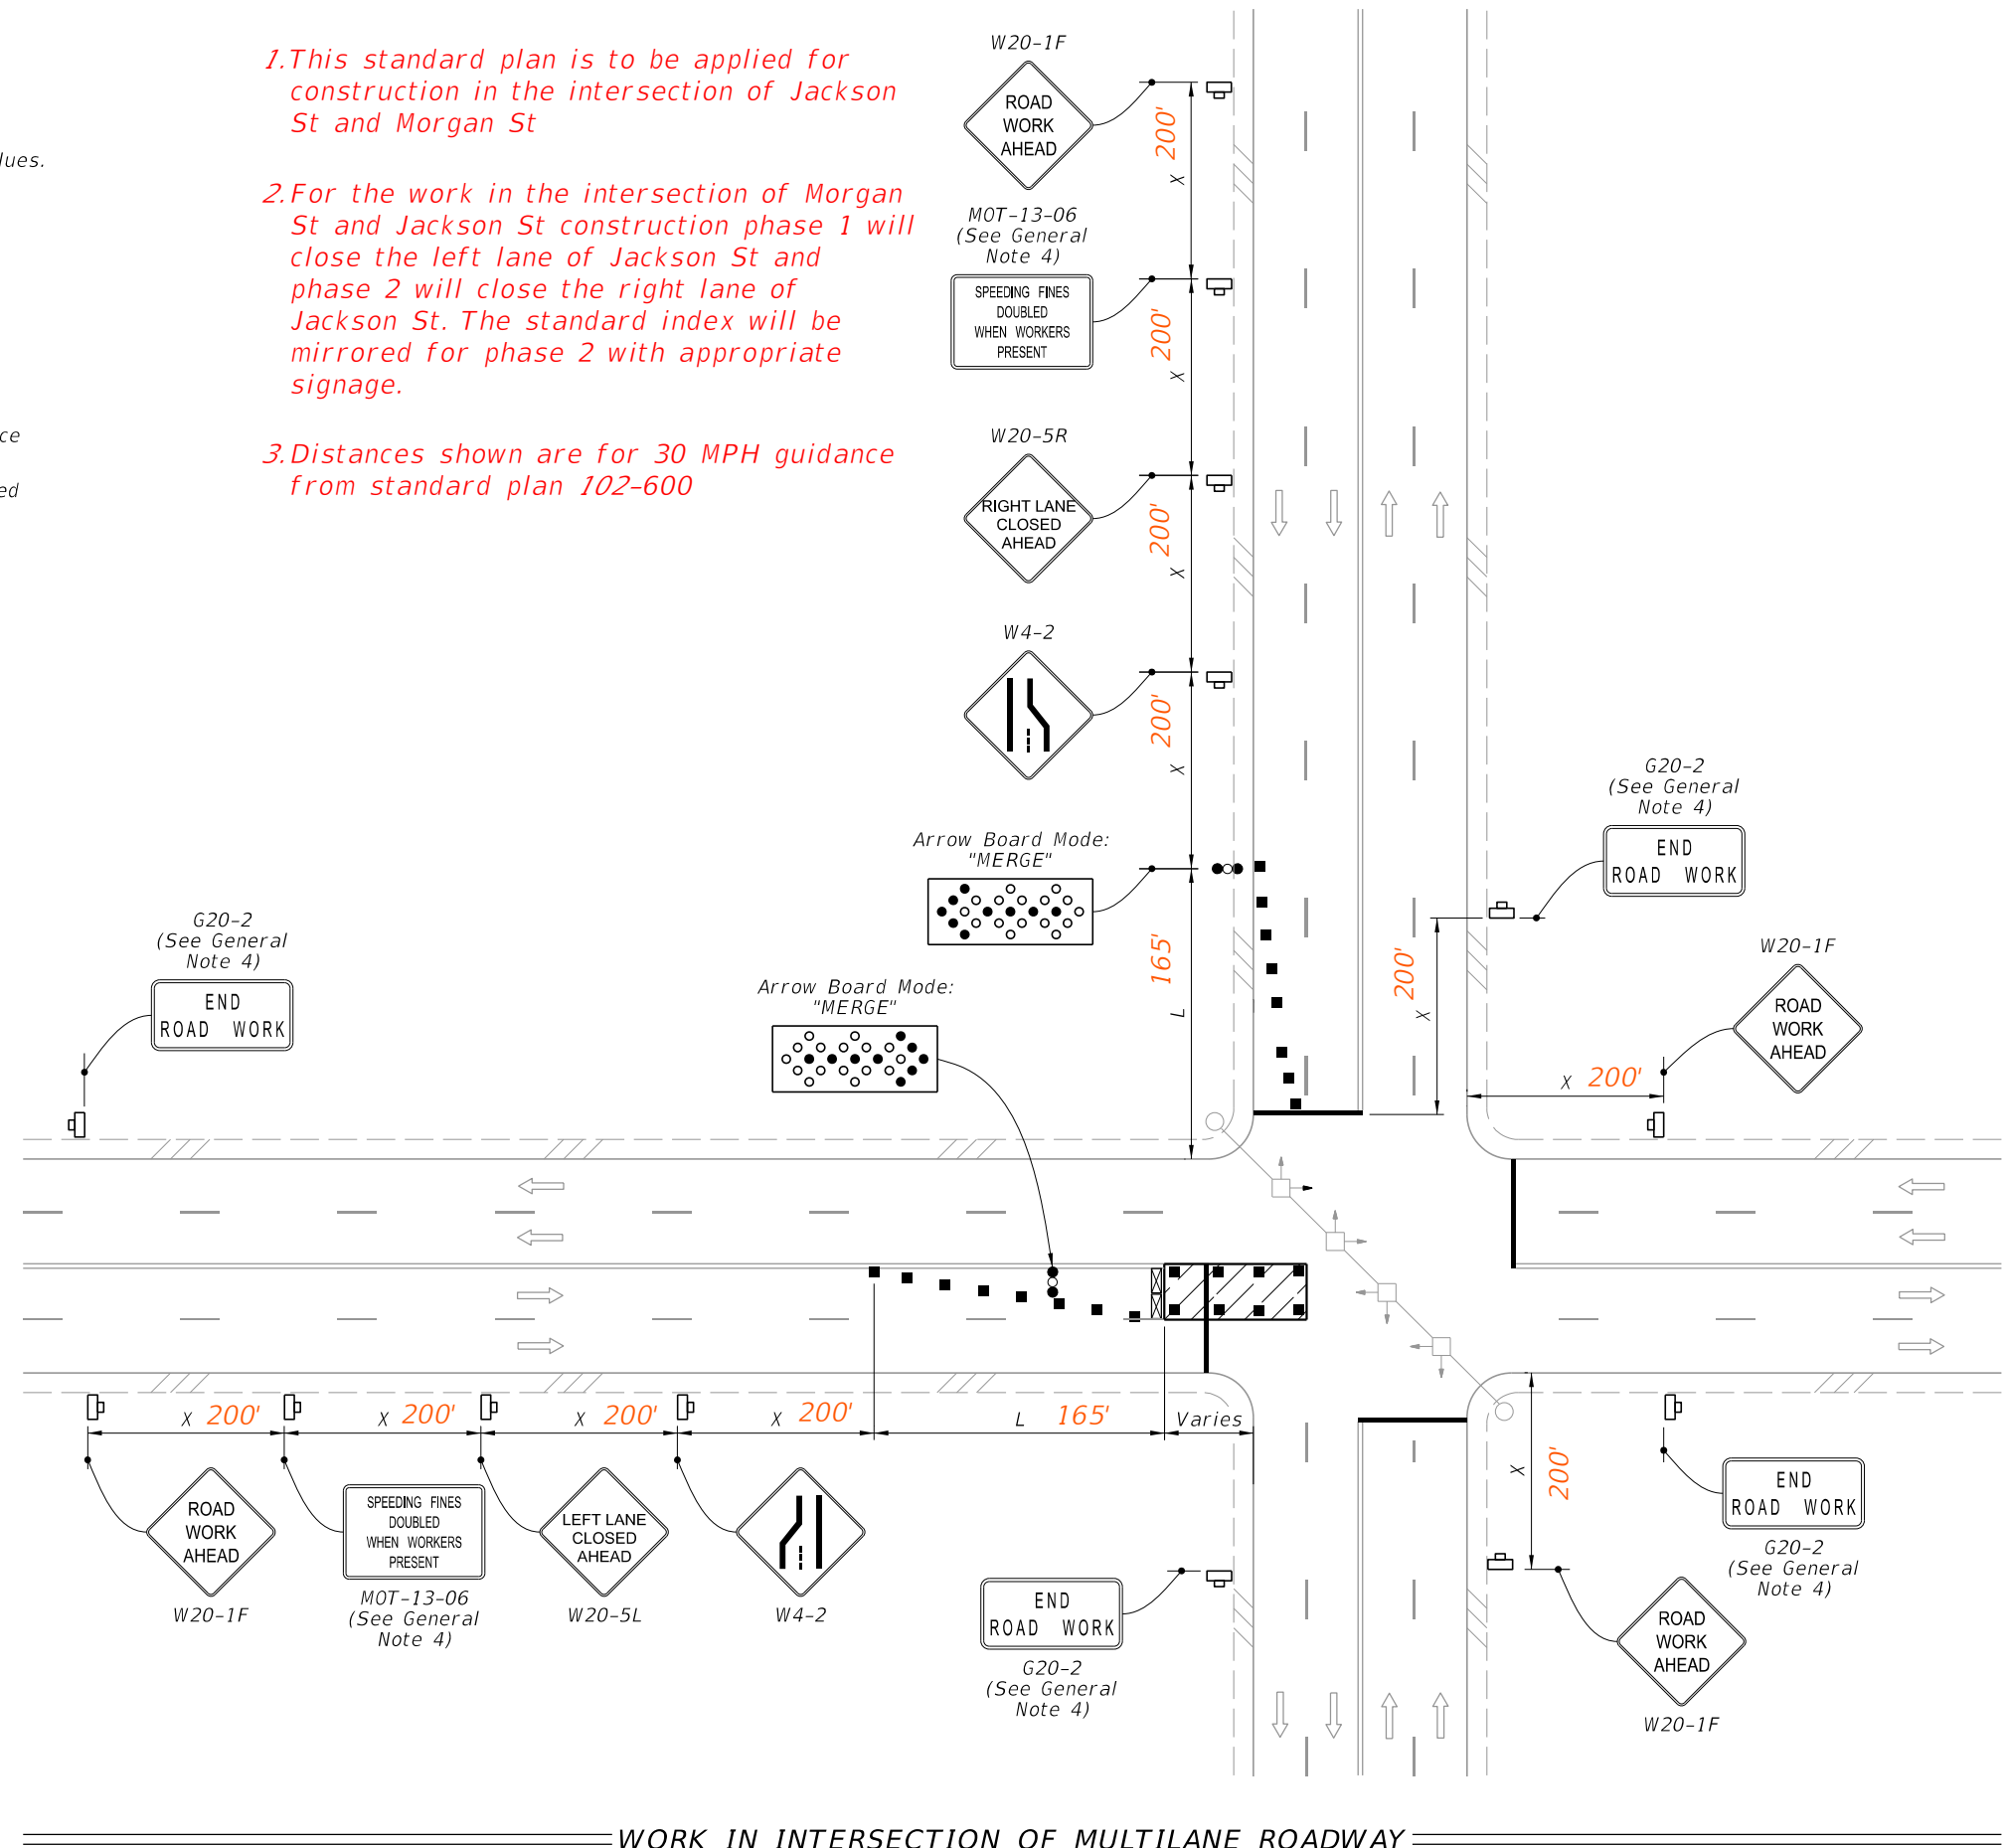 1. This standard plan is to be applied for
construction in the intersection of Jackson
St and Morgan St
2. For the work in the intersection of Morgan
St and Jackson St construction phase 1 will
close the left lane of Jackson St and
phase 2 will close the right lane of
Jackson St. The standard index will be
mirrored for phase 2 with appropriate
signage.
3. Distances shown are for 30 MPH guidance
from standard plan 102-600
W20-1F
ROAD
WORK
AHEAD
200'
X
MOT-13-06
(See General
Note 4)
SPEEDING FINES
DOUBLED
WHEN WORKERS
PRESENT
200'
X
W20-5R
RIGHT LANE
CLOSED
AHEAD
200'
X
W4-2
200'
X
Arrow Board Mode:
"MERGE"
165'
L
G20-2
(See General
Note 4)
END
ROAD WORK
200'
X
W20-1F
ROAD
WORK
AHEAD
X 200'
G20-2
(See General
Note 4)
END
ROAD WORK
Arrow Board Mode:
"MERGE"
X 200'
X 200'
X 200'
X 200'
L 165'
Varies
ROAD
WORK
AHEAD
W20-1F
SPEEDING FINES
DOUBLED
WHEN WORKERS
PRESENT
MOT-13-06
(See General
Note 4)
LEFT LANE
CLOSED
AHEAD
W20-5L
W4-2
END
ROAD WORK
G20-2
(See General
Note 4)
X
200'
END
ROAD WORK
G20-2
(See General
Note 4)
ROAD
WORK
AHEAD
W20-1F
WORK IN INTERSECTION OF MULTILANE ROADWAY